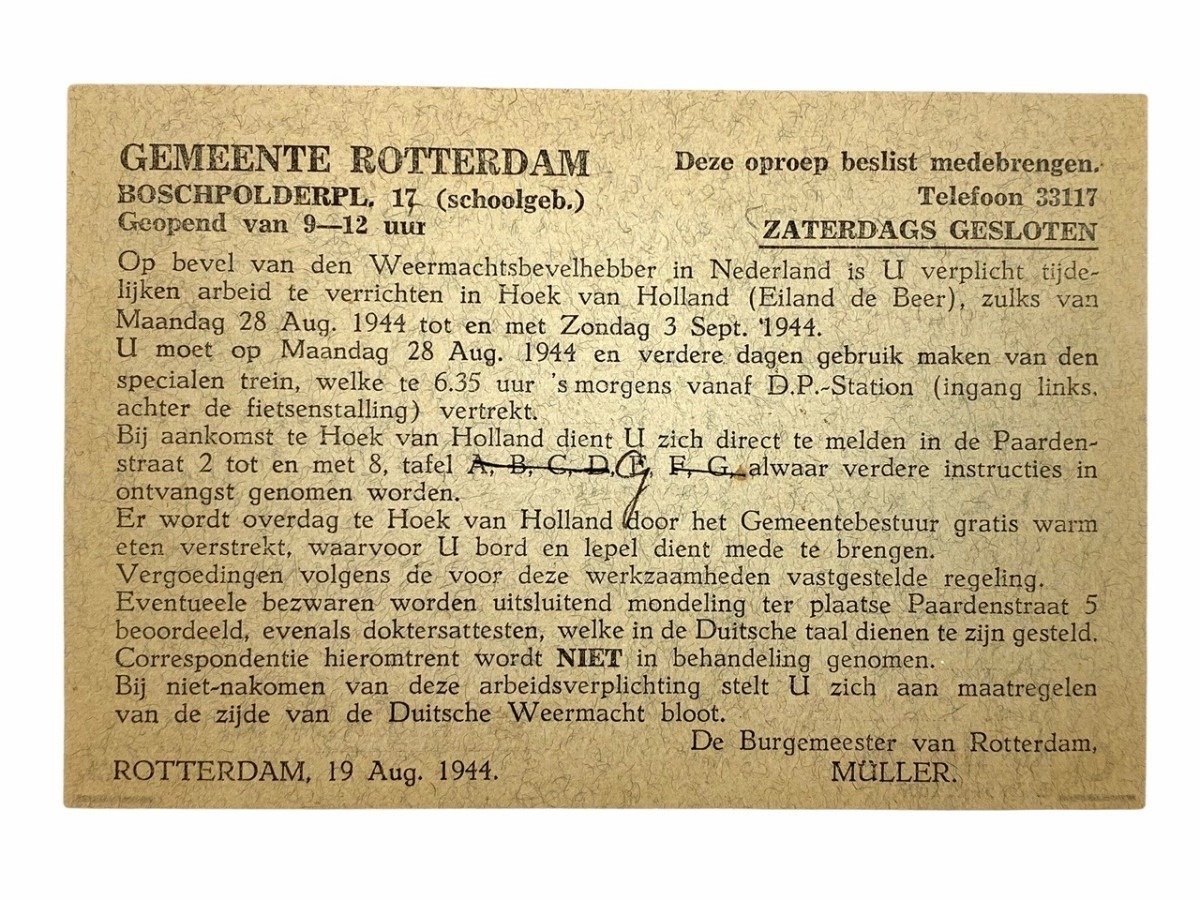 GEMEENTE ROTTERDAM
Deze oproep beslist medebrengen.
BOSCHPOLDERPL. 17 (schoolgeb.)
Telefoon 33117
Geopend van 9—12 uur
ZATERDAGS GESLOTEN
Op bevel van den Weermachtsbevelhebber in Nederland is U verplicht tijde-
lijken arbeid te verrichten in Hoek van Holland (Eiland de Beer), zulks van
Maandag 28 Aug. 1944 tot en met Zondag 3 Sept. 1944.
U moet op Maandag 28 Aug. 1944 en verdere dagen gebruik maken van den
specialen trein, welke te 6.35 uur 's morgens vanaf D.P.-Station (ingang links,
achter de fietsenstalling) vertrekt.
Bij aankomst te Hoek van Holland dient U zich direct te melden in de Paarden-
straat 2 tot en met 8, tafel A, B, C, D, E, F, G, alwaar verdere instructies in
ontvangst genomen worden.
Er wordt overdag te Hoek van Holland door het Gemeentebestuur gratis warm
eten verstrekt, waarvoor U bord en lepel dient mede te brengen.
Vergoedingen volgens de voor deze werkzaamheden vastgestelde regeling.
Eventueele bezwaren worden uitsluitend mondeling ter plaatse Paardenstraat 5
beoordeeld, evenals doktersattesten, welke in de Duitsche taal dienen te zijn gesteld.
Correspondentie hieromtrent wordt NIET in behandeling genomen.
Bij niet-nakomen van deze arbeidsverplichting stelt U zich aan maatregelen
van de zijde van de Duitsche Weermacht bloot.
De Burgemeester van Rotterdam,
ROTTERDAM, 19 Aug. 1944.
MÜLLER.